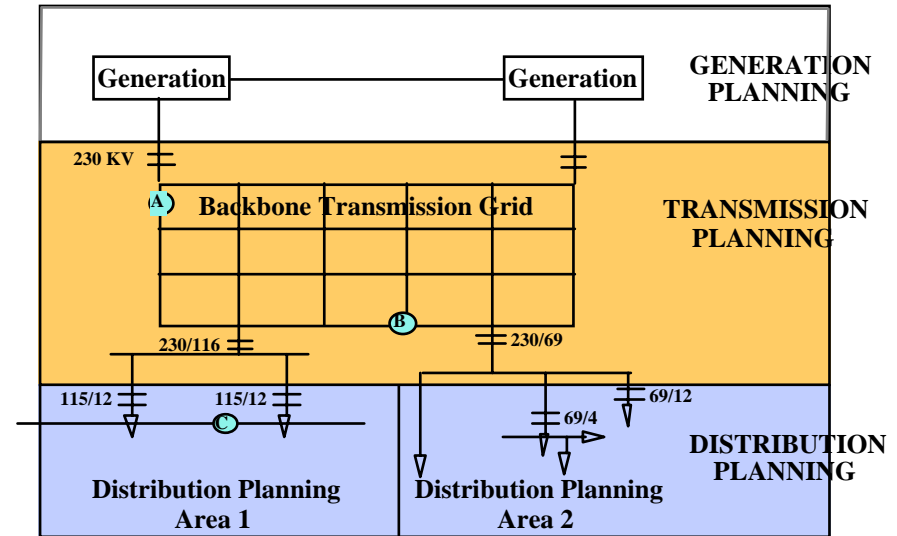 GENERATION
PLANNING
Generation
Generation
230 KV
A
Backbone Transmission Grid
TRANSMISSION
PLANNING
B
230/116
230/69
115/12
115/12
69/12
C
69/4
DISTRIBUTION
PLANNING
Distribution Planning
Area 1
Distribution Planning
Area 2